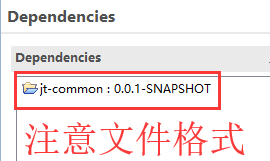 Dependencies
Dependencies
jt-common : 0.0.1-SNAPSHOT
注意文件格式